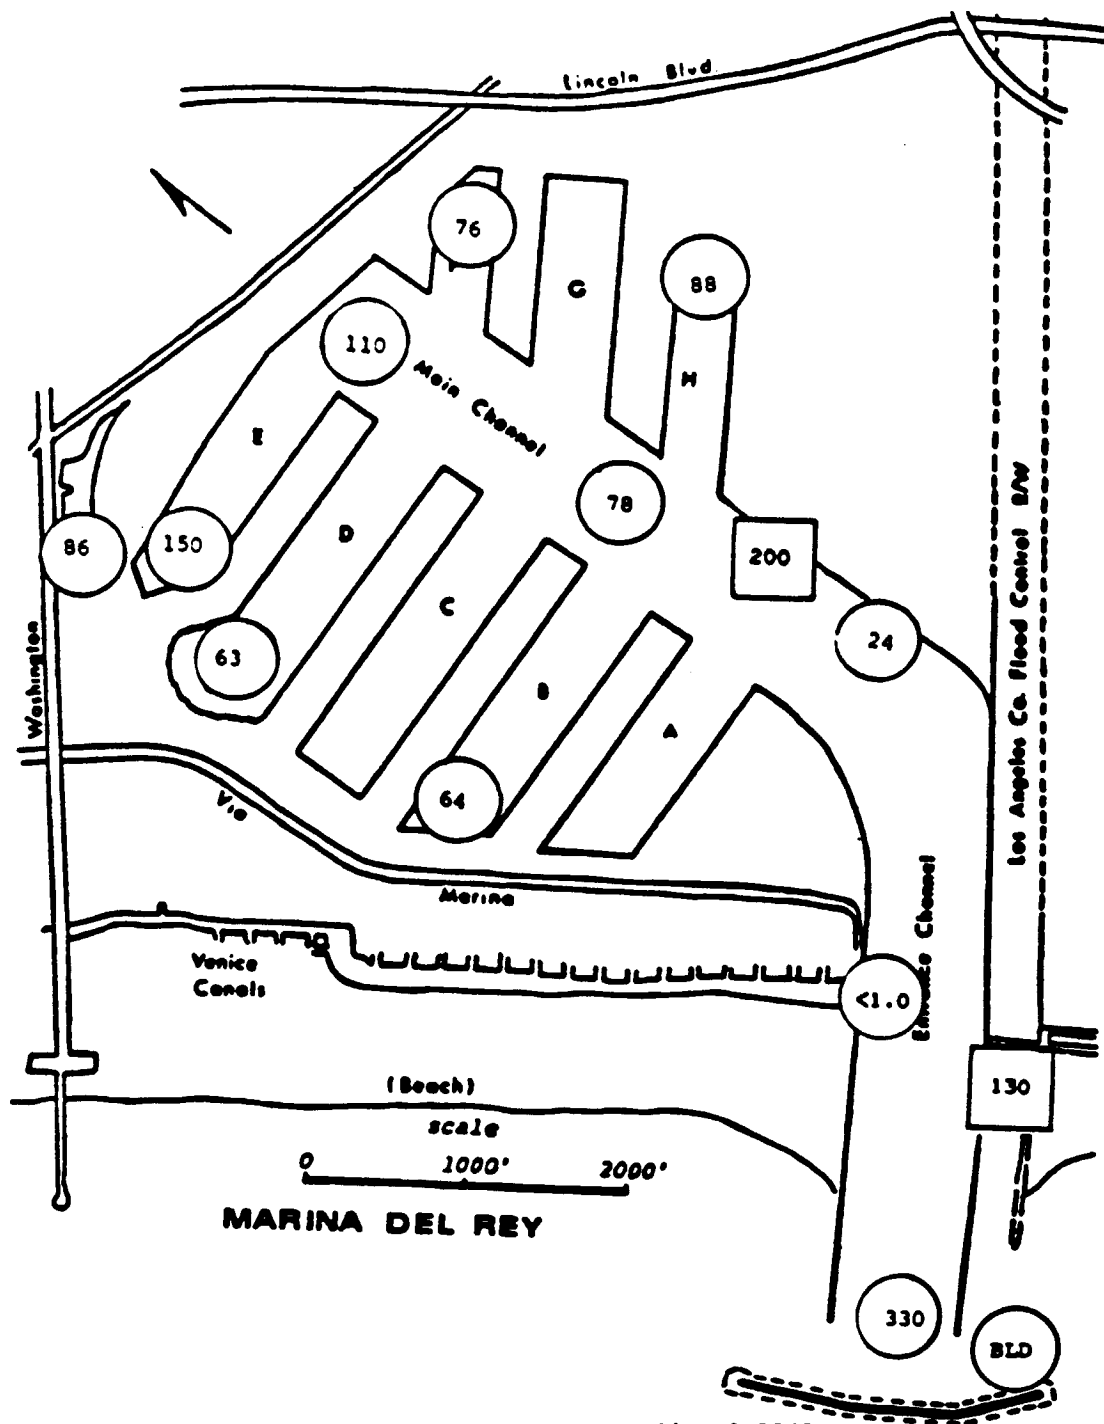 Lincoln Blvd.
76
G
88
110
Main Channel
H
E
78
D
86
150
200
C
24
63
B
A
Washington
64
Via
Marina
Los Angeles Co. Flood Control R/W
Entrance Channel
Venice
Canals
<1.0
(Beach)
130
scale
0 1000' 2000'
MARINA DEL REY
330
BLD